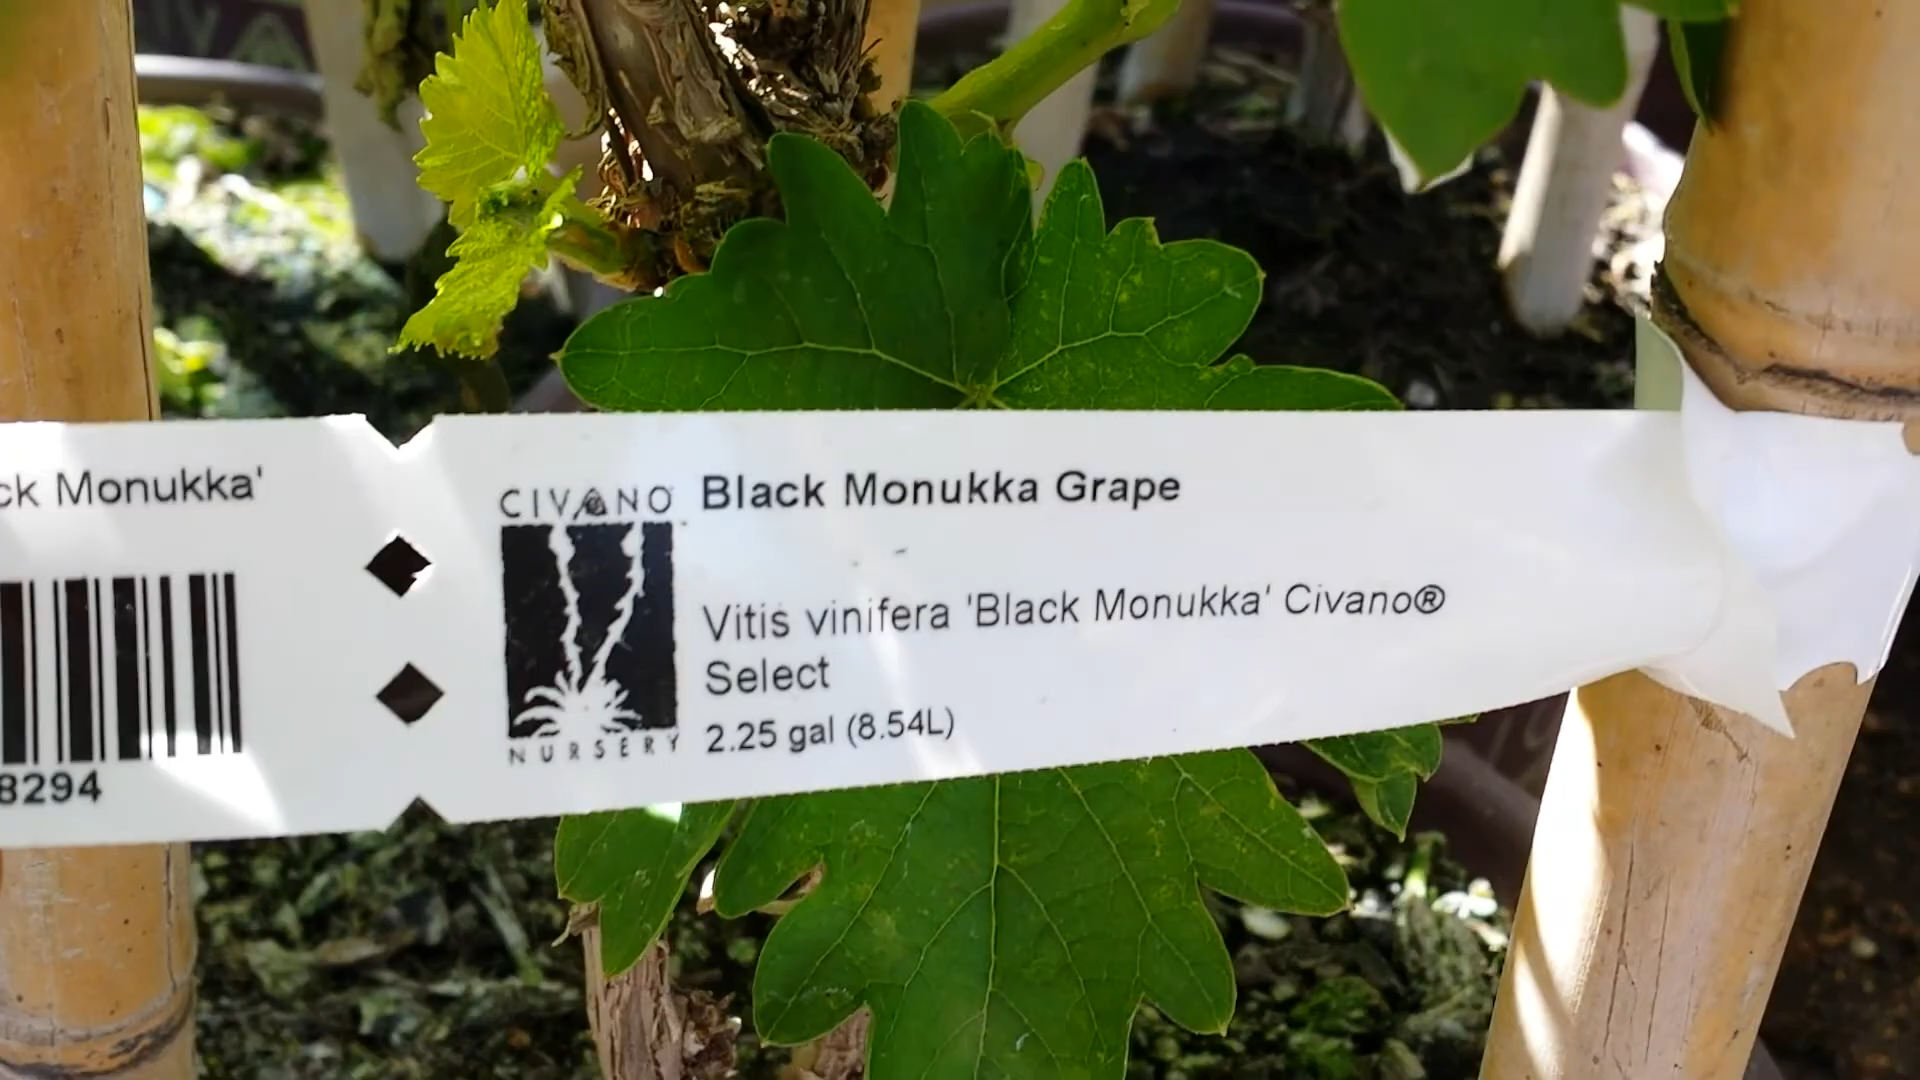 ck Monukka'
8294
CIVANO
NURSERY
Black Monukka Grape
Vitis vinifera 'Black Monukka' Civano®
Select
2.25 gal (8.54L)